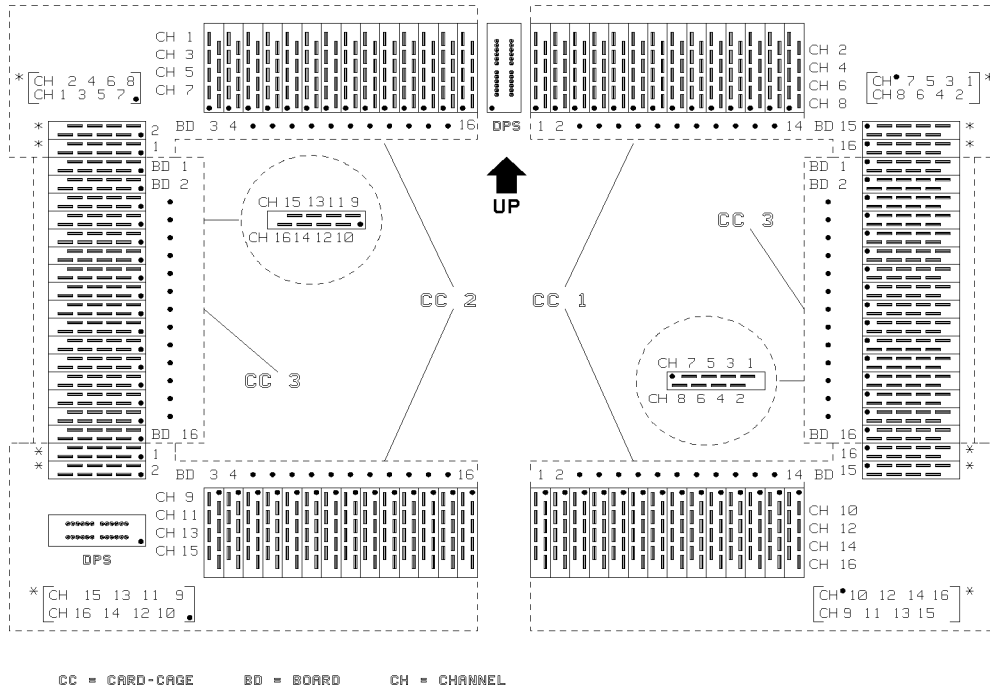 CH 1
CH 3
CH 5
CH 7
CH 2
CH 4
CH 6
CH 8
* CH 2 4 6 8
CH 1 3 5 7
CH 7 5 3 1 *
CH 8 6 4 2
BD 3 4 16
DPS
1 2 14 BD 15 *
* 2
* 1
16 *
BD 1
BD 2
BD 1
BD 2
UP
CH 15 13 11 9
CH 16 14 12 10
CC 3
CC 2
CC 1
CC 3
CH 7 5 3 1
CH 8 6 4 2
BD 16
BD 16
* 1
* 2
16 *
15 *
BD 3 4 16
1 2 14 BD
CH 9
CH 11
CH 13
CH 15
CH 10
CH 12
CH 14
CH 16
DPS
* CH 15 13 11 9
CH 16 14 12 10
CH 10 12 14 16 *
CH 9 11 13 15
CC = CARD-CAGE BD = BOARD CH = CHANNEL